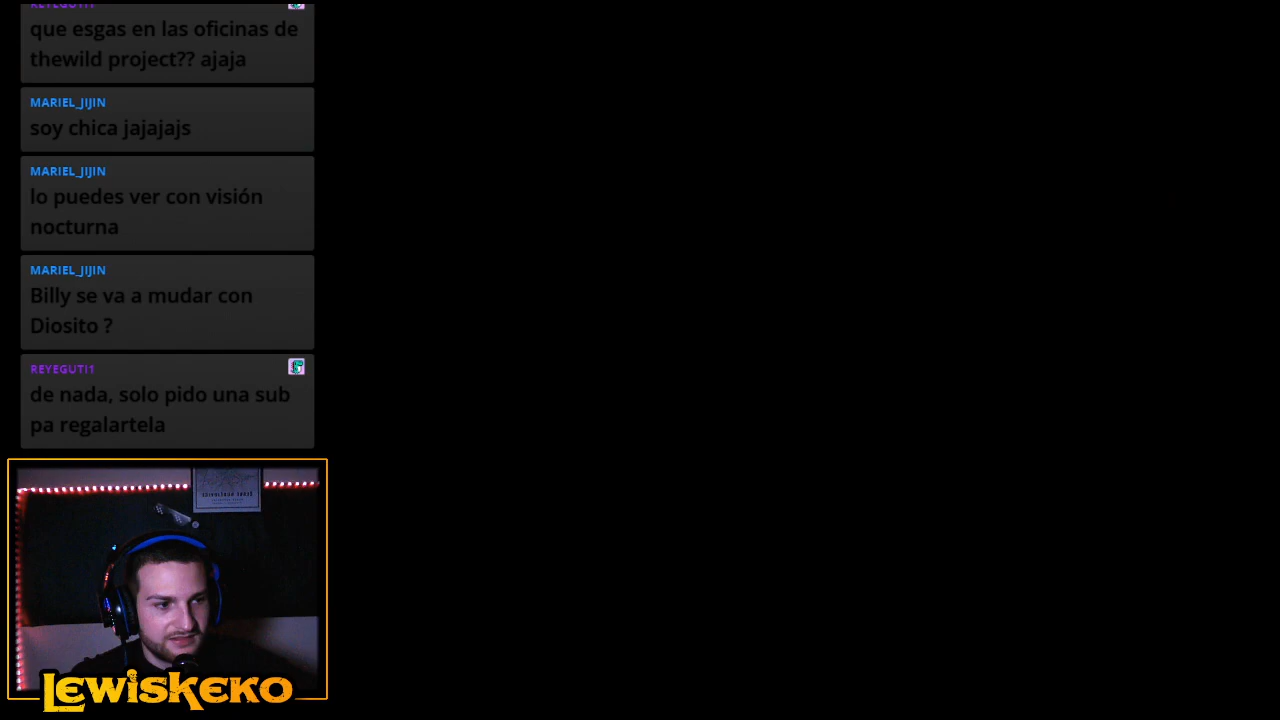 REYEGUTI1
que esgas en las oficinas de
thewild project?? ajaja
MARIEL_JIJIN
soy chica jajajajs
MARIEL_JIJIN
lo puedes ver con visión
nocturna
MARIEL_JIJIN
Billy se va a mudar con
Diosito ?
REYEGUTI1
de nada, solo pido una sub
pa regalartela
LEWISKEKO